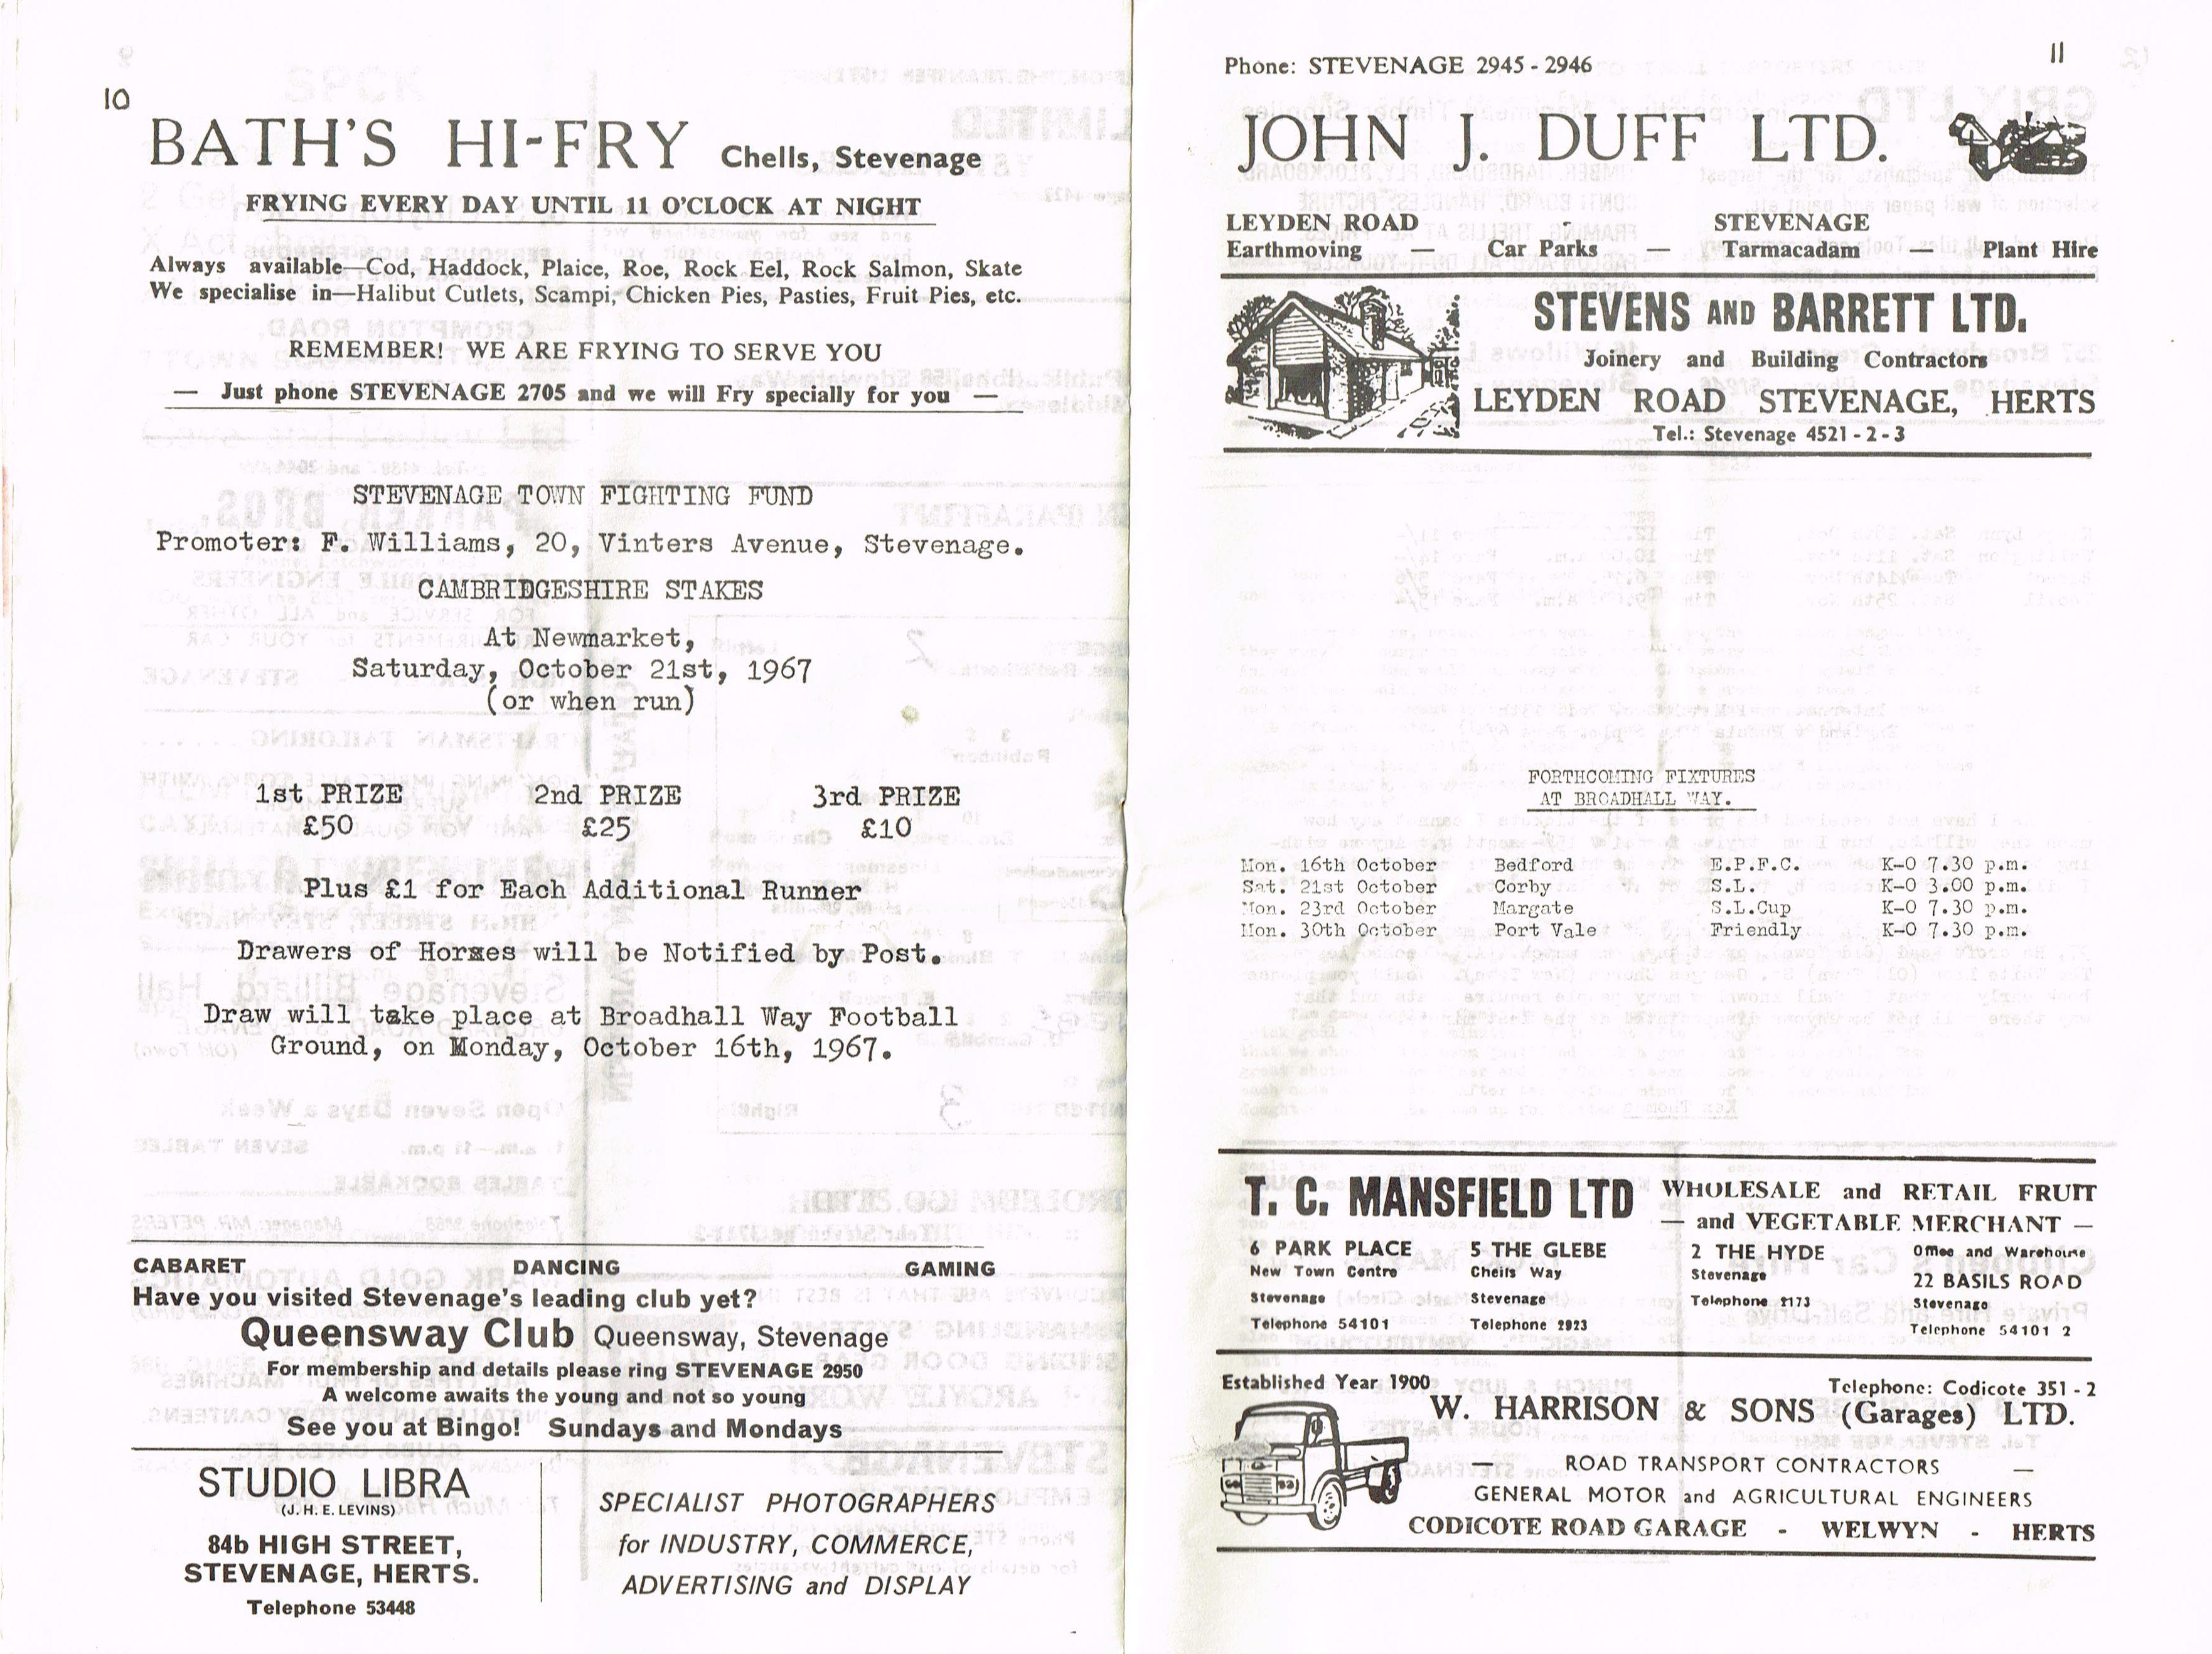 10
BATH'S HI-FRY Chells, Stevenage
FRYING EVERY DAY UNTIL 11 O'CLOCK AT NIGHT
Always available—Cod, Haddock, Plaice, Roe, Rock Eel, Rock Salmon, Skate
We specialise in—Halibut Cutlets, Scampi, Chicken Pies, Pasties, Fruit Pies, etc.
REMEMBER! WE ARE FRYING TO SERVE YOU
— Just phone STEVENAGE 2705 and we will Fry specially for you —
STEVENAGE TOWN FIGHTING FUND
Promoter: F. Williams, 20, Vinters Avenue, Stevenage.
CAMBRIDGESHIRE STAKES
At Newmarket,
Saturday, October 21st, 1967
(or when run)
1st PRIZE 2nd PRIZE 3rd PRIZE
£50 £25 £10
Plus £1 for Each Additional Runner
Drawers of Horses will be Notified by Post.
Draw will take place at Broadhall Way Football
Ground, on Monday, October 16th, 1967.
CABARET DANCING GAMING
Have you visited Stevenage's leading club yet?
Queensway Club Queensway, Stevenage
For membership and details please ring STEVENAGE 2950
A welcome awaits the young and not so young
See you at Bingo! Sundays and Mondays
STUDIO LIBRA
(J. H. E. LEVINS)
84b HIGH STREET,
STEVENAGE, HERTS.
Telephone 53448
SPECIALIST PHOTOGRAPHERS
for INDUSTRY, COMMERCE,
ADVERTISING and DISPLAY
11
Phone: STEVENAGE 2945 - 2946
JOHN J. DUFF LTD.
LEYDEN ROAD - STEVENAGE
Earthmoving — Car Parks — Tarmacadam — Plant Hire
STEVENS AND BARRETT LTD.
Joinery and Building Contractors
LEYDEN ROAD STEVENAGE, HERTS
Tel.: Stevenage 4521 - 2 - 3
FORTHCOMING FIXTURES
AT BROADHALL WAY.
Mon. 16th October Bedford E.P.F.C. K-O 7.30 p.m.
Sat. 21st October Corby S.L. K-O 3.00 p.m.
Mon. 23rd October Margate S.L.Cup K-O 7.30 p.m.
Mon. 30th October Port Vale Friendly K-O 7.30 p.m.
T. C. MANSFIELD LTD WHOLESALE and RETAIL FRUIT
— and VEGETABLE MERCHANT —
6 PARK PLACE 5 THE GLEBE 2 THE HYDE Office and Warehouse
New Town Centre Chells Way Stevenage 22 BASILS ROAD
Stevenage Stevenage Telephone 2173 Stevenage
Telephone 54101 Telephone 2923 Telephone 54101 2
Established Year 1900 Telephone: Codicote 351 - 2
W. HARRISON & SONS (Garages) LTD.
— ROAD TRANSPORT CONTRACTORS —
GENERAL MOTOR and AGRICULTURAL ENGINEERS
CODICOTE ROAD GARAGE - WELWYN - HERTS